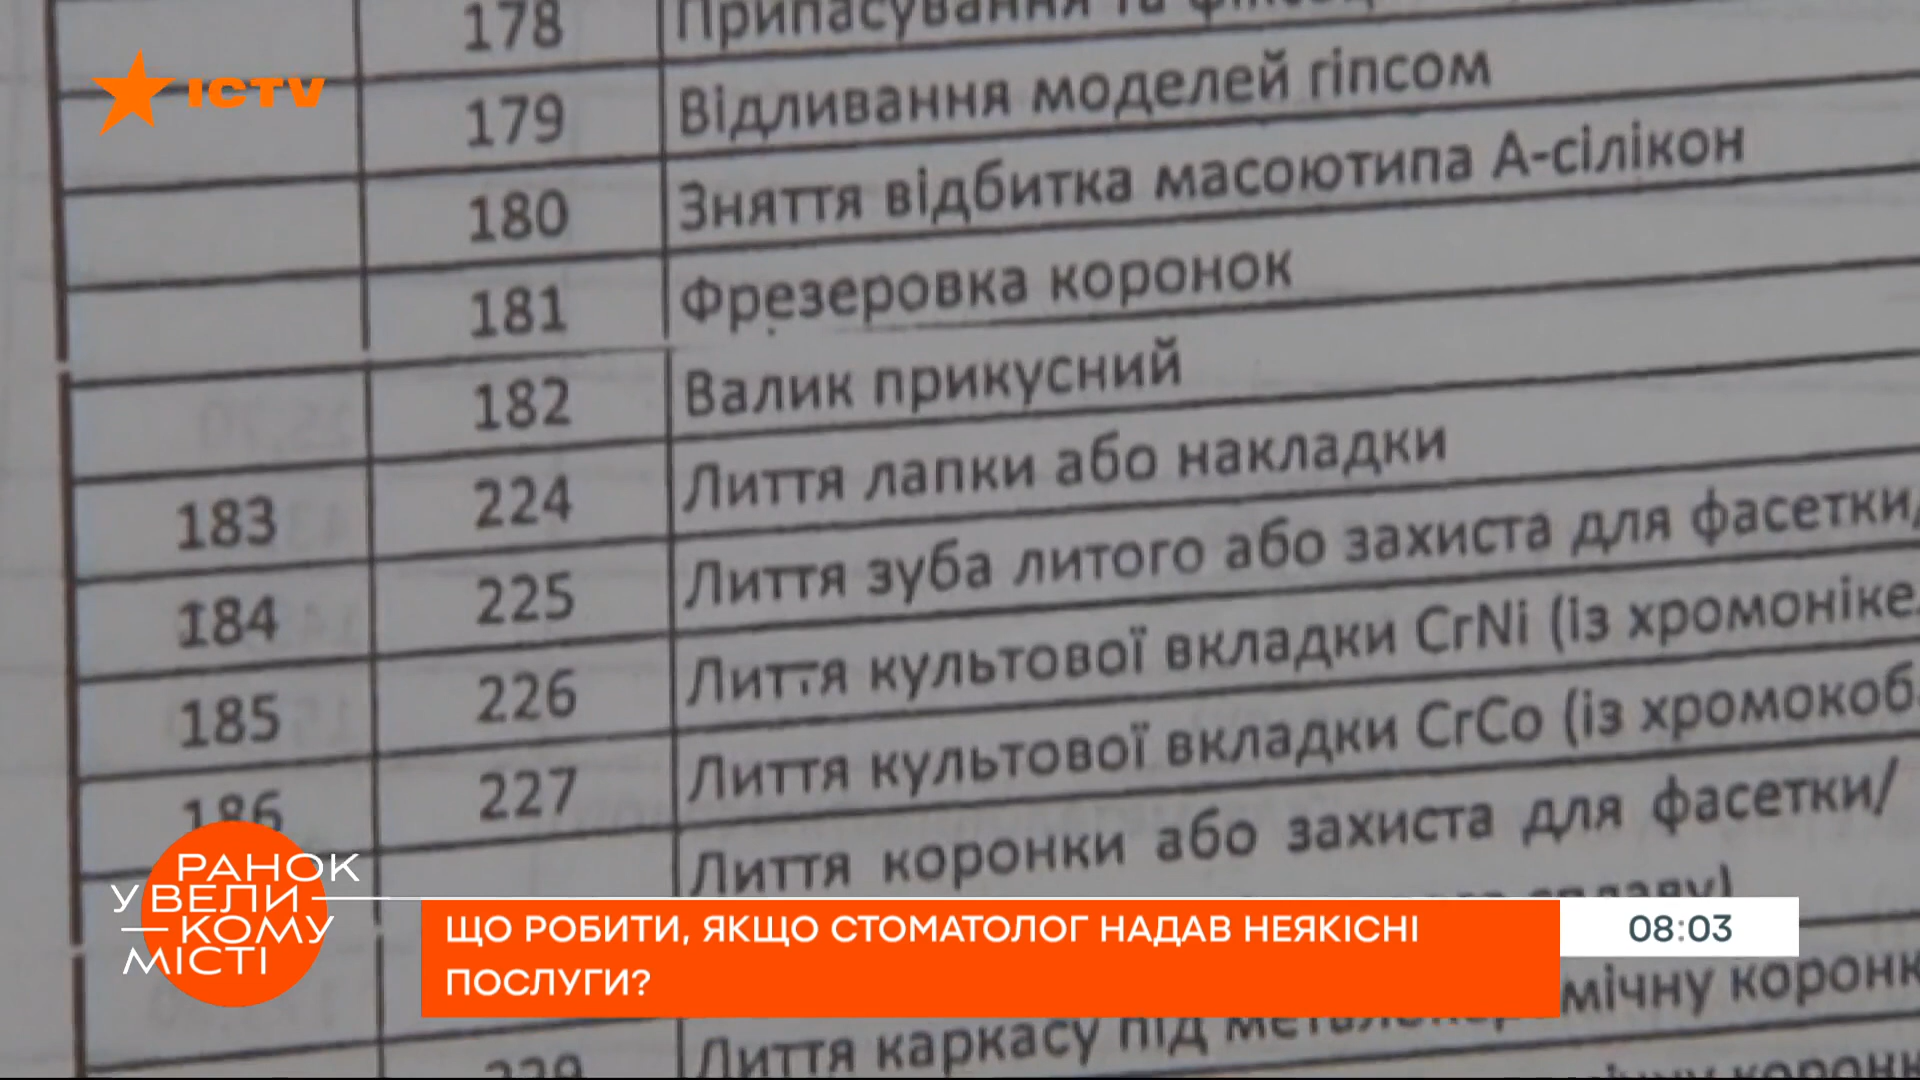 178 Припасування та
ICTV
179 Відливання моделей гіпсом
180 Зняття відбитка масоютипа А-сілікон
181 Фрезеровка коронок
182 Валик прикусний
183 224 Лиття лапки або накладки
184 225 Лиття зуба литого або захиста для фасетки/
185 226 Лиття культової вкладки CrNi (із хромоніке
186 227 Лиття культової вкладки CrCo (із хромокоб
Лиття коронки або захиста для фасетки/
сплаву)
РАНОК
У ВЕЛИ
КОМУ
МІСТІ
ЩО РОБИТИ, ЯКЩО СТОМАТОЛОГ НАДАВ НЕЯКІСНІ
ПОСЛУГИ?
08:03
мічну коронк
Лиття каркасу під